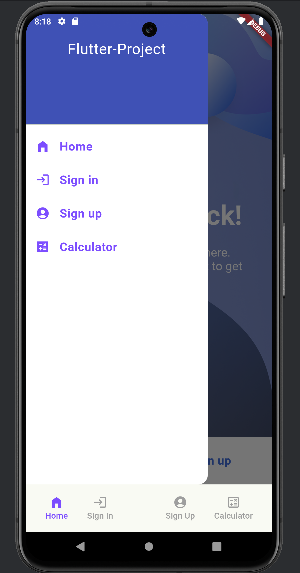 8:18
DEBUG
Flutter-Project
Home
Sign in
Sign up
Calculator
ck!
here.
to get
n up
Home
Sign In
Sign Up
Calculator